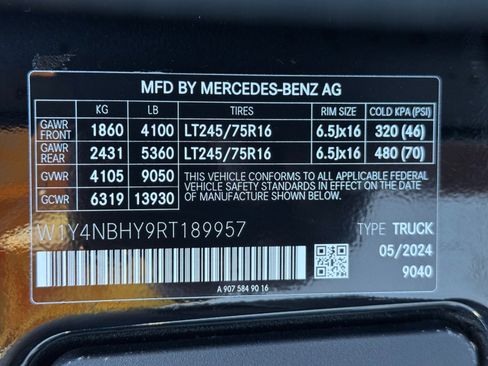 MFD BY MERCEDES-BENZ AG
KG LB TIRES RIM SIZE COLD KPA (PSI)
GAWR FRONT 1860 4100 LT245/75R16 6.5Jx16 320 (46)
GAWR REAR 2431 5360 LT245/75R16 6.5Jx16 480 (70)
GVWR 4105 9050
GCWR 6319 13930
THIS VEHICLE CONFORMS TO ALL APPLICABLE FEDERAL
VEHICLE SAFETY STANDARDS IN EFFECT ON THE DATE
OF MANUFACTURE SHOWN BELOW.
W1Y4NBHY9RT189957
TYPE TRUCK
05/2024
9040
A 907 584 90 16